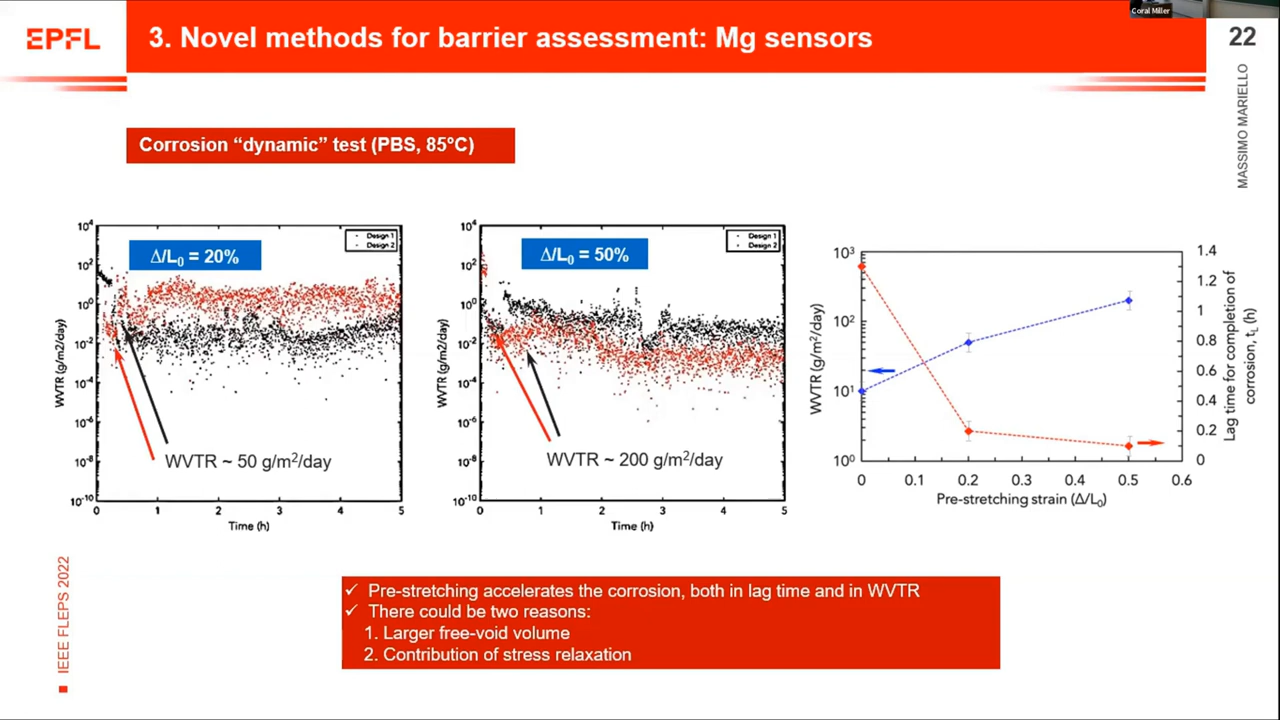 Coral Miller
EPFL
3. Novel methods for barrier assessment: Mg sensors
22
MASSIMO MARIELLO
Corrosion “dynamic” test (PBS, 85°C)
Δ/L₀ = 20%
Design 1
Design 2
10⁴
10²
10⁰
10⁻²
10⁻⁴
10⁻⁶
10⁻⁸
10⁻¹⁰
WVTR (g/m2/day)
0 1 2 3 4 5
Time (h)
WVTR ~ 50 g/m²/day
Δ/L₀ = 50%
Design 1
Design 2
10⁴
10²
10⁰
10⁻²
10⁻⁴
10⁻⁶
10⁻⁸
10⁻¹⁰
WVTR (g/m2/day)
0 1 2 3 4 5
Time (h)
WVTR ~ 200 g/m²/day
10³
10²
10¹
10⁰
WVTR (g/m²/day)
0 0.1 0.2 0.3 0.4 0.5 0.6
Pre-stretching strain (Δ/L₀)
1.4
1.2
1
0.8
0.6
0.4
0.2
0
Lag time for completion of
corrosion, t_L (h)
IEEE FLEPS 2022
✓ Pre-stretching accelerates the corrosion, both in lag time and in WVTR
✓ There could be two reasons:
1. Larger free-void volume
2. Contribution of stress relaxation